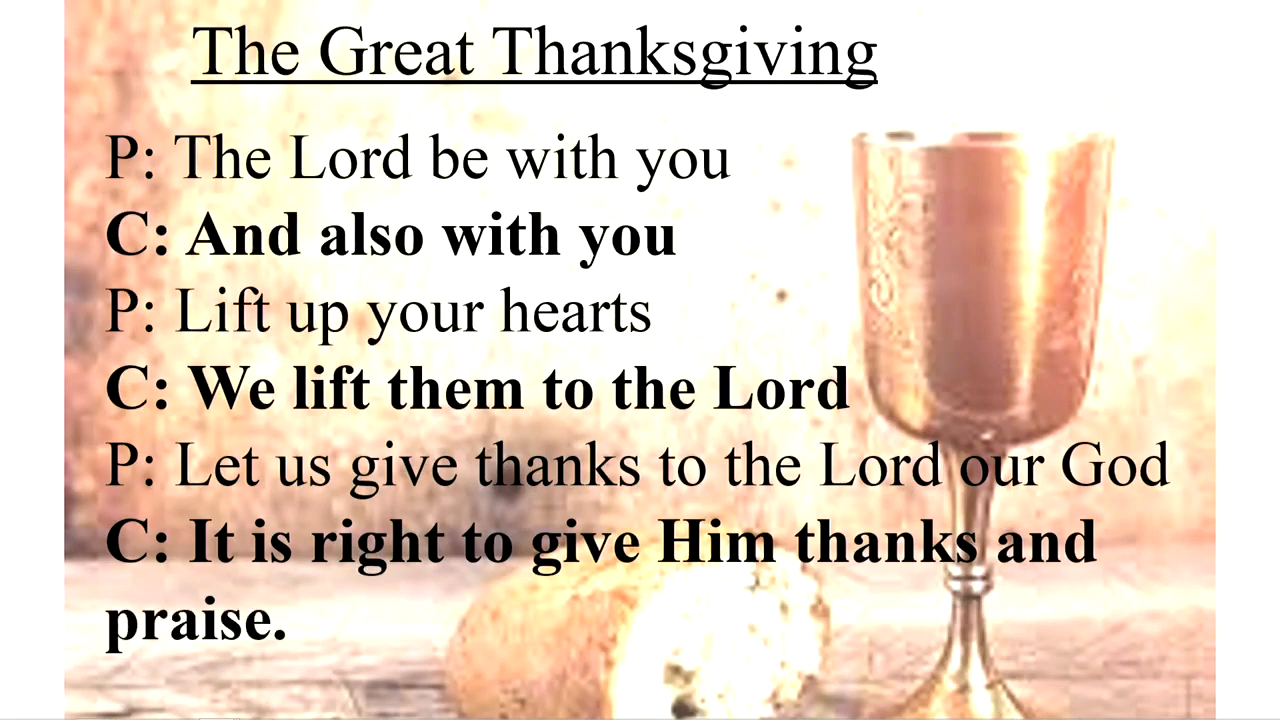 The Great Thanksgiving
P: The Lord be with you
C: And also with you
P: Lift up your hearts
C: We lift them to the Lord
P: Let us give thanks to the Lord our God
C: It is right to give Him thanks and
praise.